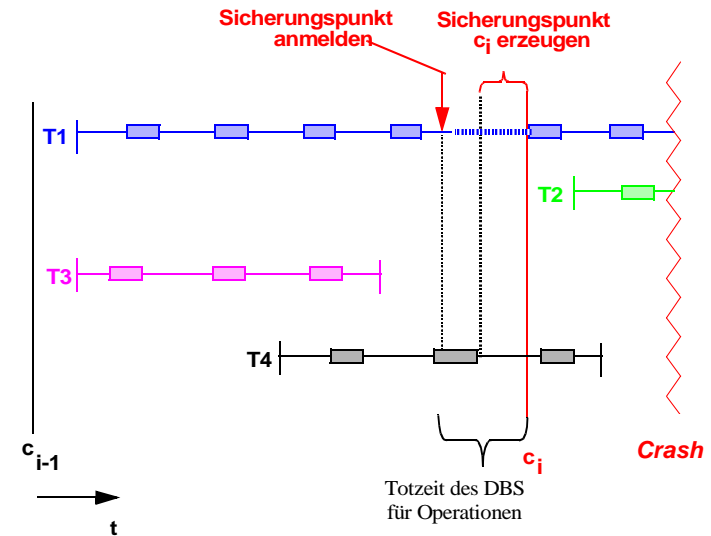 Sicherungspunkt
anmelden
Sicherungspunkt
ci erzeugen
T1
T2
T3
T4
ci-1
ci
Crash
Totzeit des DBS
für Operationen
t